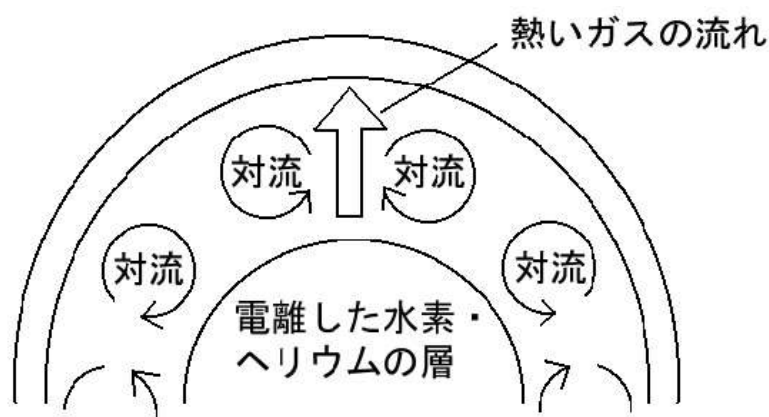 熱いガスの流れ
対流
対流
対流
対流
電離した水素・
ヘリウムの層